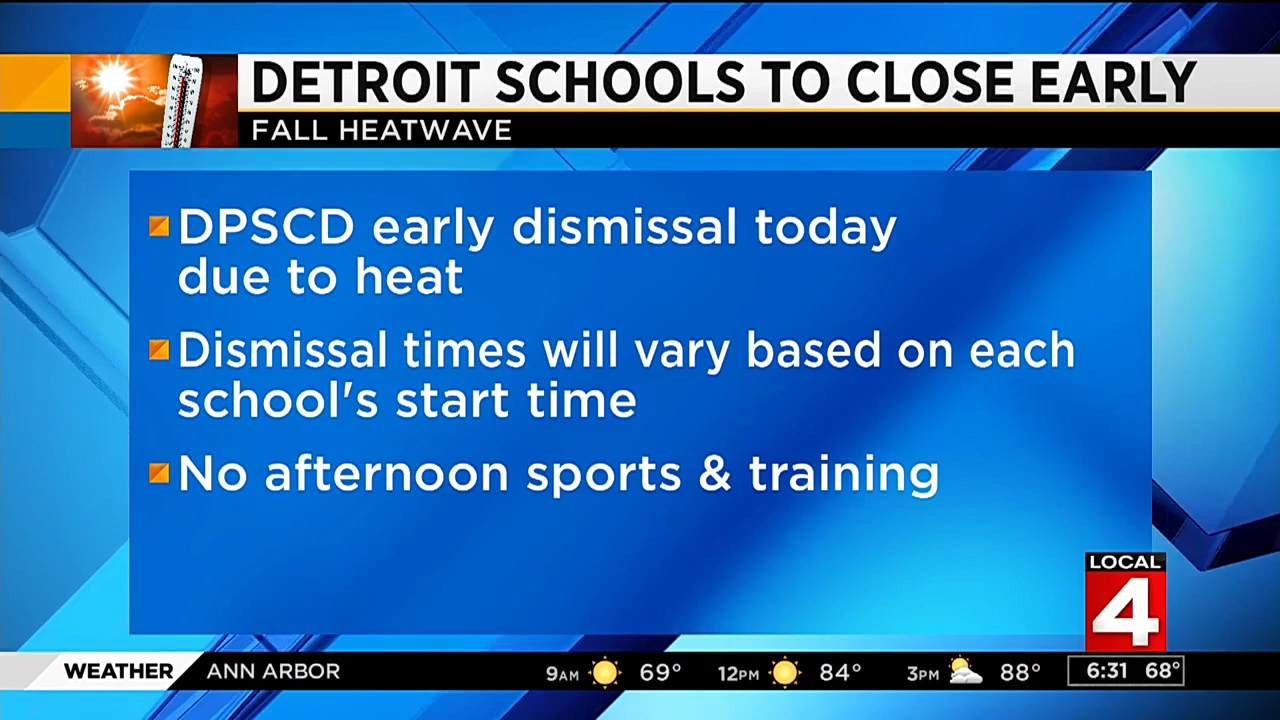 DETROIT SCHOOLS TO CLOSE EARLY
FALL HEATWAVE
DPSCD early dismissal today
due to heat
Dismissal times will vary based on each
school's start time
No afternoon sports & training
LOCAL
4
WEATHER ANN ARBOR 9AM 69° 12PM 84° 3PM 88° 6:31 68°